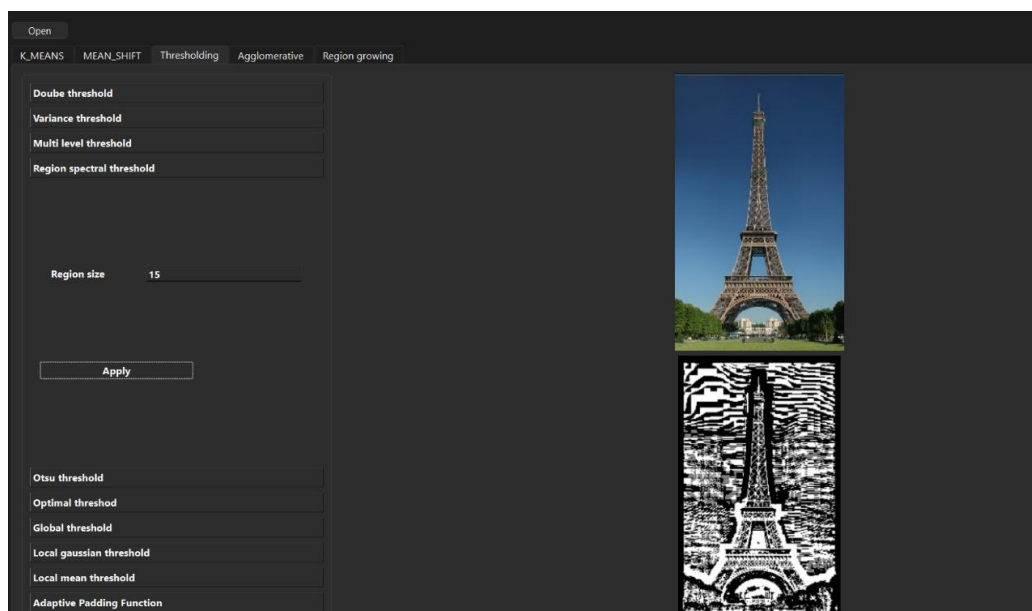 Open
K_MEANS MEAN_SHIFT Thresholding Agglomerative Region growing
Doube threshold
Variance threshold
Multi level threshold
Region spectral threshold
Region size 15
Apply
Otsu threshold
Optimal threshod
Global threshold
Local gaussian threshold
Local mean threshold
Adaptive Padding Function